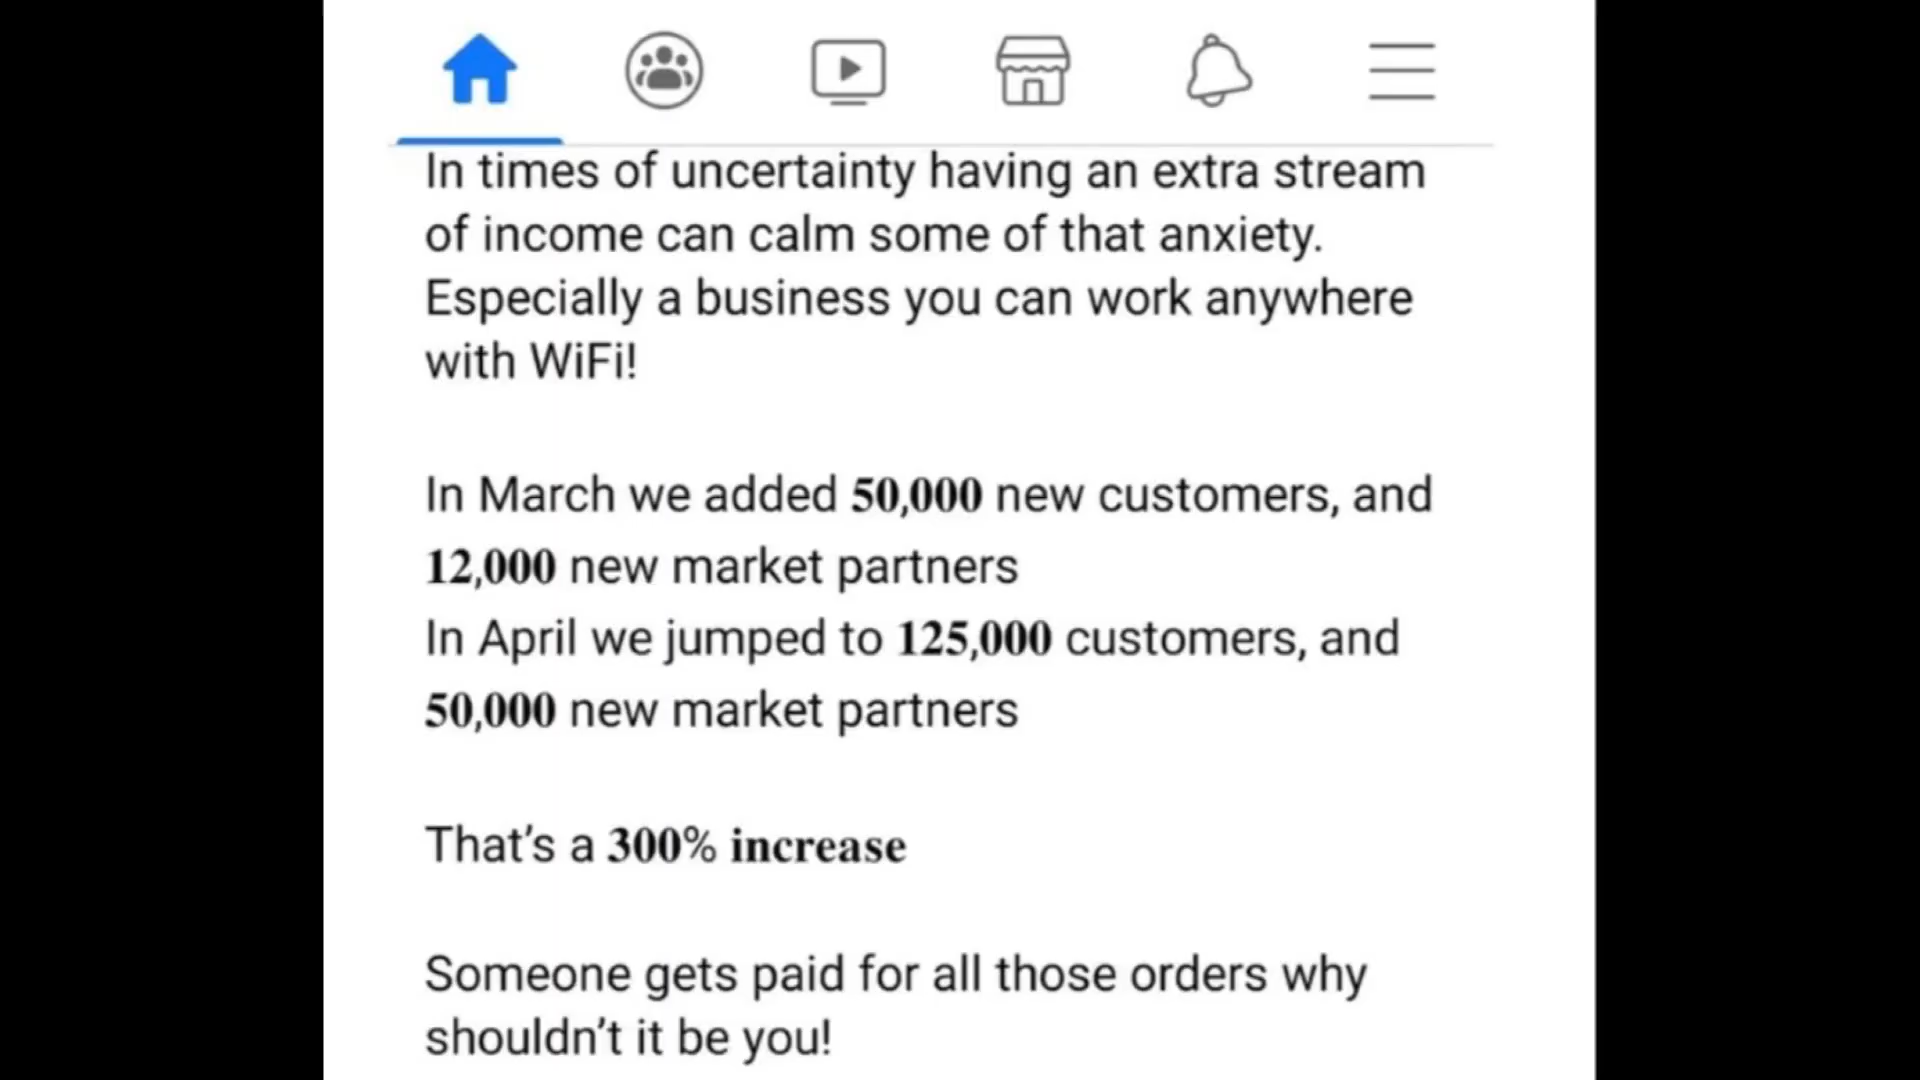 In times of uncertainty having an extra stream
of income can calm some of that anxiety.
Especially a business you can work anywhere
with WiFi!
In March we added 50,000 new customers, and
12,000 new market partners
In April we jumped to 125,000 customers, and
50,000 new market partners
That’s a 300% increase
Someone gets paid for all those orders why
shouldn’t it be you!